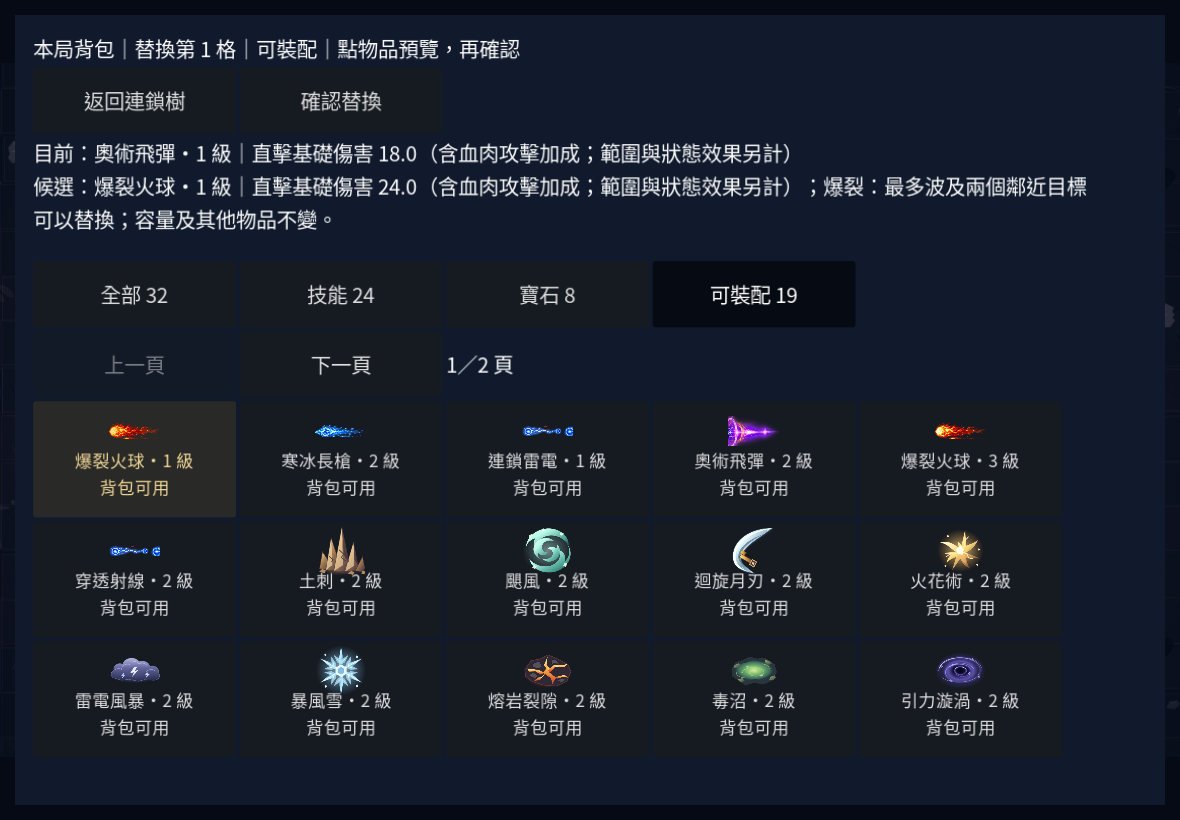 本局背包｜替換第 1 格｜可裝配｜點物品預覽，再確認
返回連鎖樹 確認替換
目前：奧術飛彈・1 級｜直擊基礎傷害 18.0（含血肉攻擊加成；範圍與狀態效果另計）
候選：爆裂火球・1 級｜直擊基礎傷害 24.0（含血肉攻擊加成；範圍與狀態效果另計）；爆裂：最多波及兩個鄰近目標
可以替換；容量及其他物品不變。
全部 32 技能 24 寶石 8 可裝配 19
上一頁 下一頁 1／2 頁
爆裂火球・1 級 寒冰長槍・2 級 連鎖雷電・1 級 奧術飛彈・2 級 爆裂火球・3 級
背包可用 背包可用 背包可用 背包可用 背包可用
穿透射線・2 級 土刺・2 級 颶風・2 級 迴旋月刃・2 級 火花術・2 級
背包可用 背包可用 背包可用 背包可用 背包可用
雷電風暴・2 級 暴風雪・2 級 熔岩裂隙・2 級 毒沼・2 級 引力漩渦・2 級
背包可用 背包可用 背包可用 背包可用 背包可用